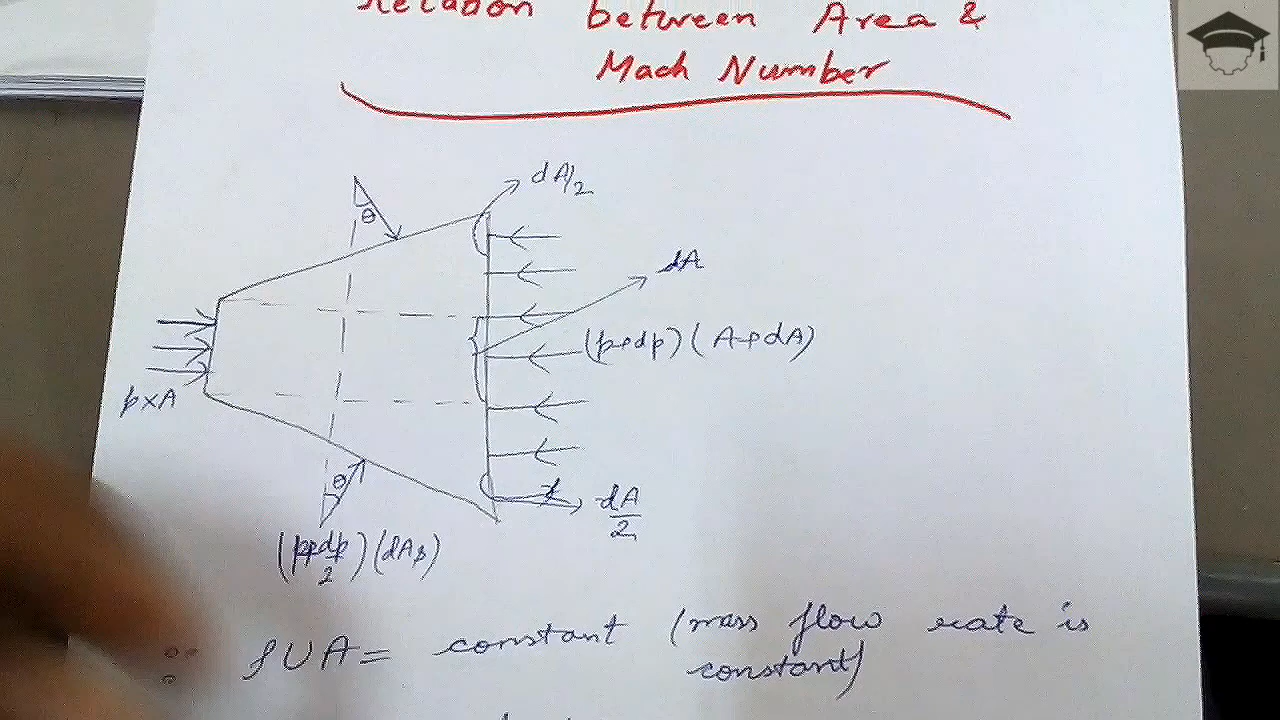 Relation between Area &
Mach Number
dA/2
θ
dA
(p+dp)(A+dA)
p×A
θ
dA
2
(p+dp/2)(dAp)
∴ ρUA = constant (mass flow rate is
constant)